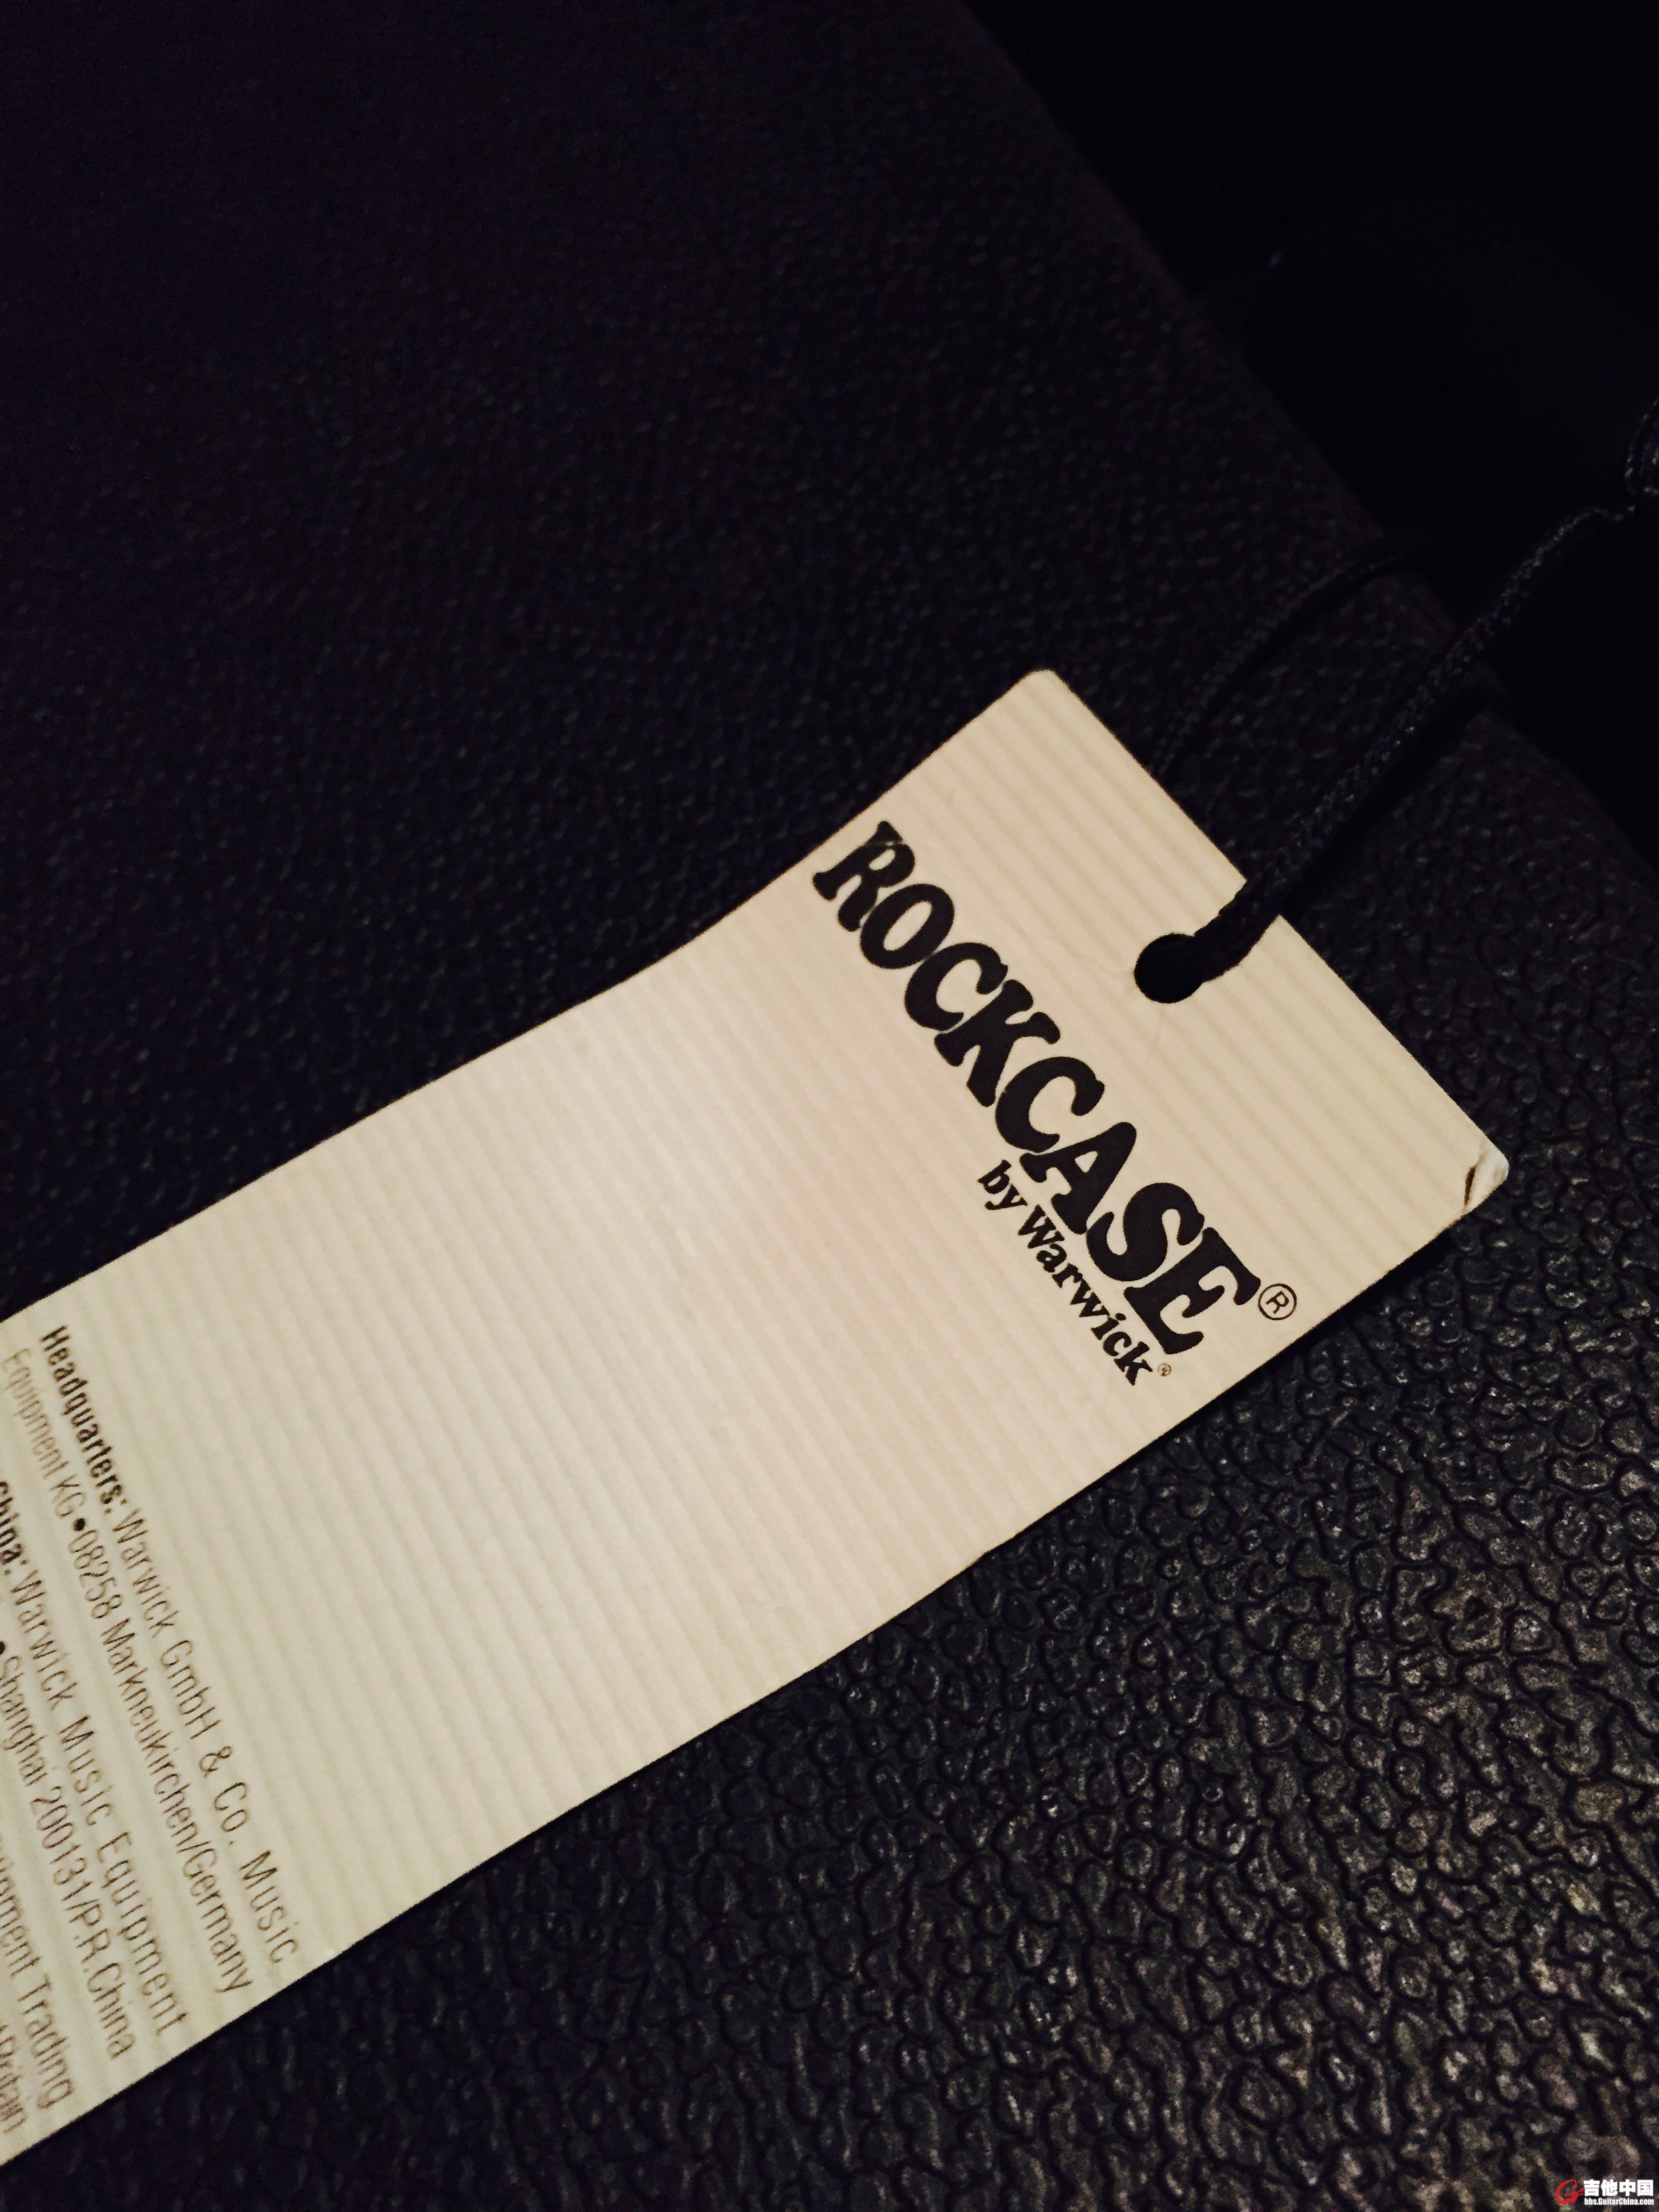 ROCKCASE®
by Warwick®
Headquarters: Warwick GmbH & Co. Music
Equipment KG•08258 Markneukirchen/Germany
China: Warwick Music Equipment
•Shanghai 200131/P.R.China
Trading
吉他中国
bbs.GuitarChina.com